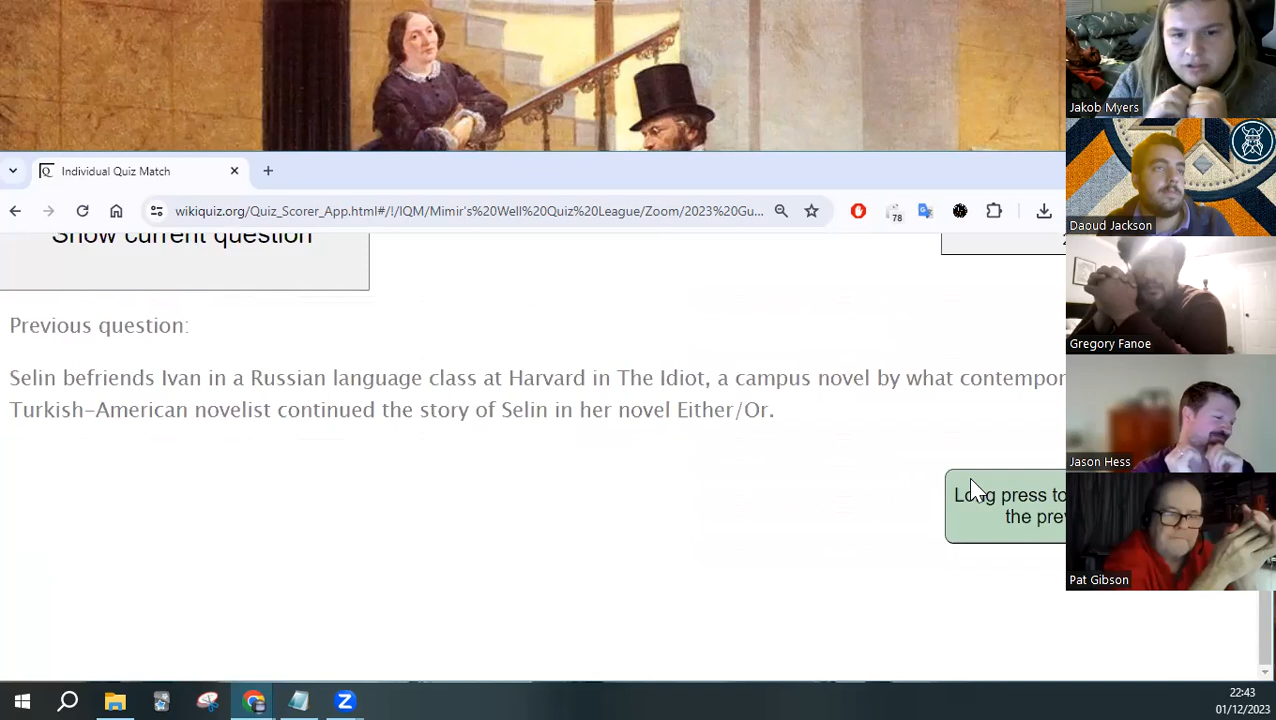 Jakob Myers
Individual Quiz Match
wikiquiz.org/Quiz_Scorer_App.html#/!/IQM/Mimir's%20Well%20Quiz%20League/Zoom/2023%20Gu...
78
Daoud Jackson
Show current question
Previous question:
Gregory Fanoe
Selin befriends Ivan in a Russian language class at Harvard in The Idiot, a campus novel by what contempor
Turkish-American novelist continued the story of Selin in her novel Either/Or.
Jason Hess
Long press to
the prev
Pat Gibson
22:43
01/12/2023